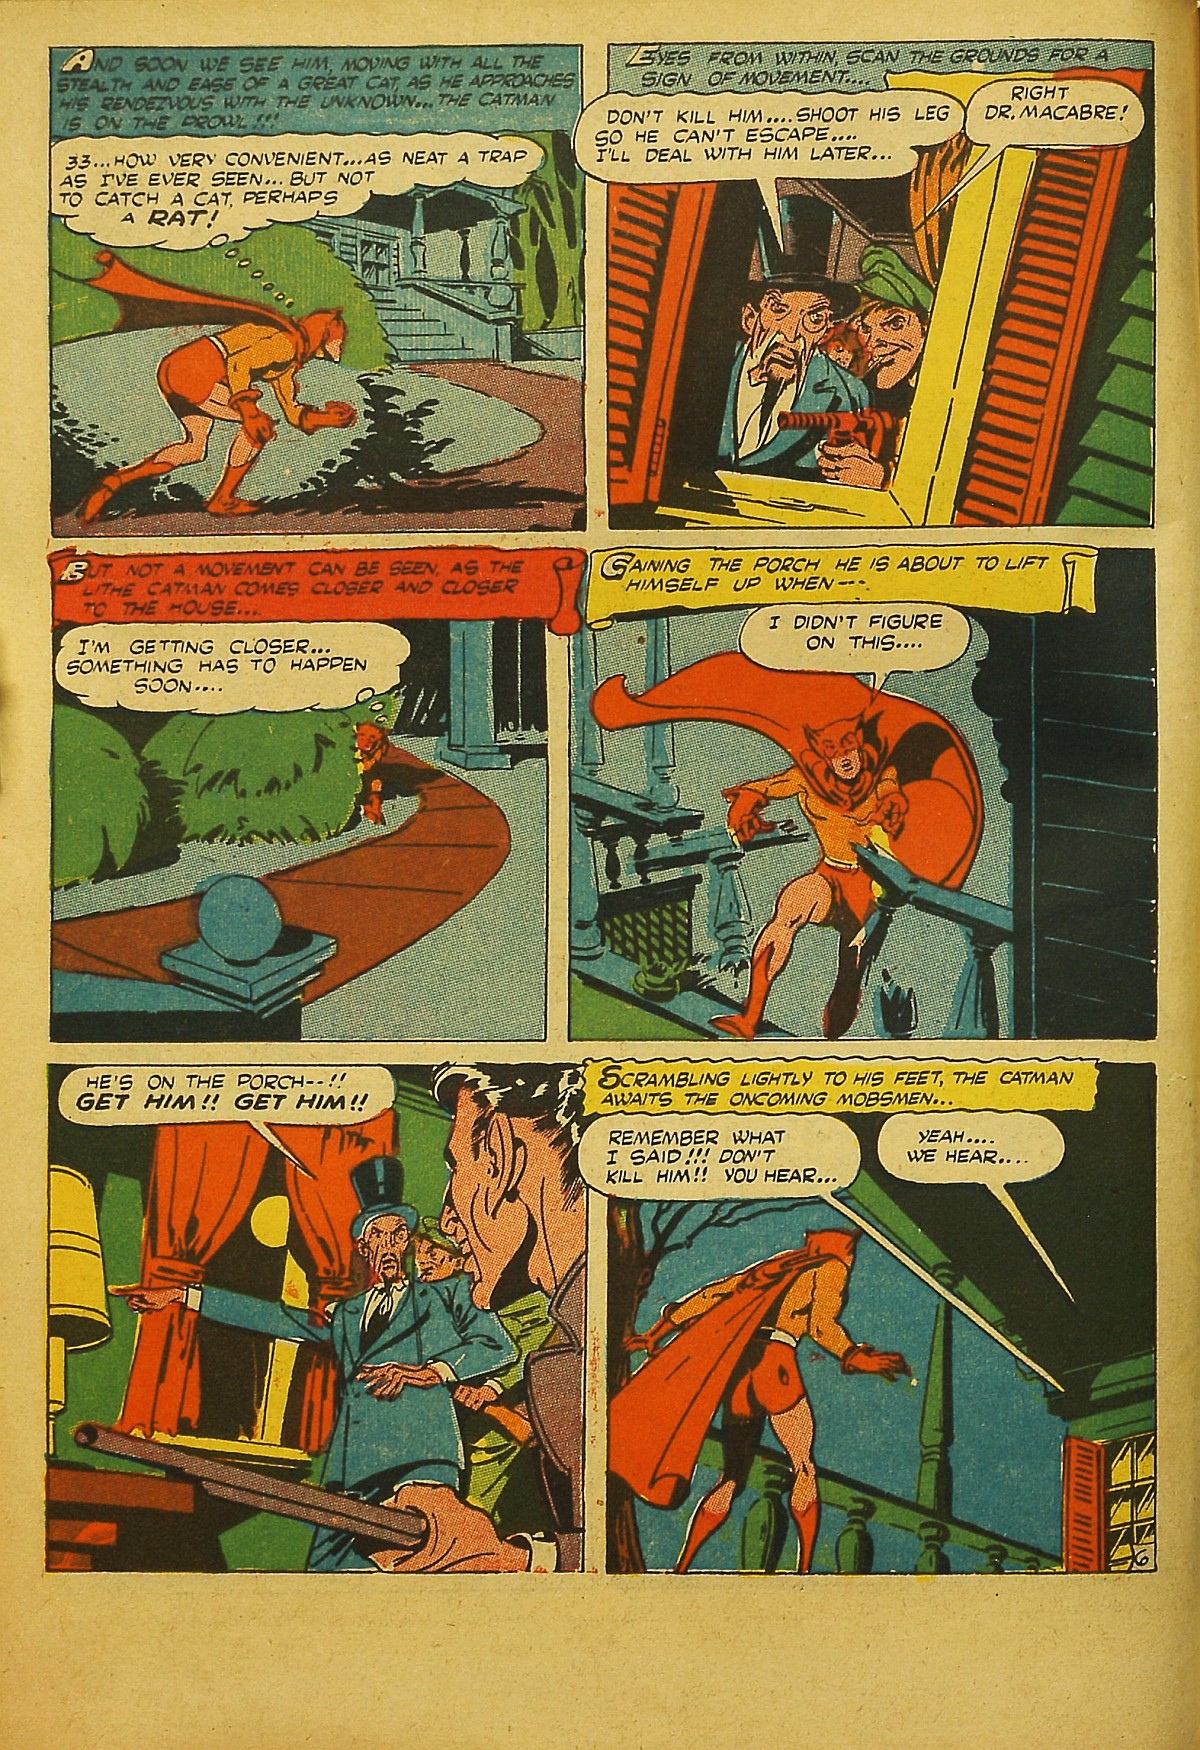 AND SOON WE SEE HIM, MOVING WITH ALL THE
STEALTH AND EASE OF A GREAT CAT, AS HE APPROACHES
HIS RENDEZVOUS WITH THE UNKNOWN... THE CATMAN
IS ON THE PROWL!!!
33...HOW VERY CONVENIENT...AS NEAT A TRAP
AS I'VE EVER SEEN... BUT NOT
TO CATCH A CAT, PERHAPS
A RAT!
EYES FROM WITHIN, SCAN THE GROUNDS FOR A
SIGN OF MOVEMENT....
DON'T KILL HIM....SHOOT HIS LEG
SO HE CAN'T ESCAPE....
I'LL DEAL WITH HIM LATER...
RIGHT
DR. MACABRE!
BUT NOT A MOVEMENT CAN BE SEEN, AS THE
LITHE CATMAN COMES CLOSER AND CLOSER
TO THE HOUSE...
I'M GETTING CLOSER...
SOMETHING HAS TO HAPPEN
SOON....
GAINING THE PORCH HE IS ABOUT TO LIFT
HIMSELF UP WHEN---
I DIDN'T FIGURE
ON THIS....
HE'S ON THE PORCH--!!
GET HIM!! GET HIM!!
SCRAMBLING LIGHTLY TO HIS FEET, THE CATMAN
AWAITS THE ONCOMING MOBSMEN...
REMEMBER WHAT
I SAID!!! DON'T
KILL HIM!! YOU HEAR...
YEAH....
WE HEAR....
6